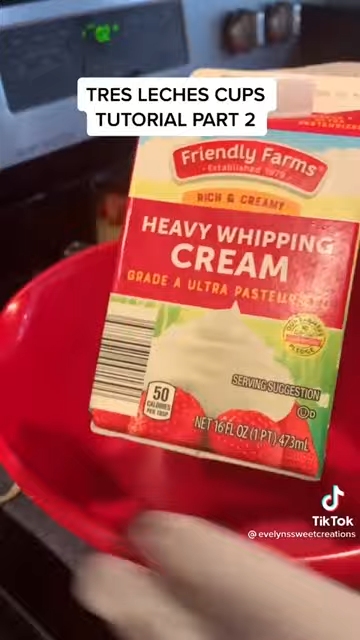 TRES LECHES CUPS
TUTORIAL PART 2
Friendly Farms
Established 1979
RICH & CREAMY
HEAVY WHIPPING
CREAM
GRADE A ULTRA
SERVING SUGGESTION
50
CALORIES
PER TBSP
NET 16 FL OZ (1 PT) 473mL
TikTok
@evelynssweetcreations